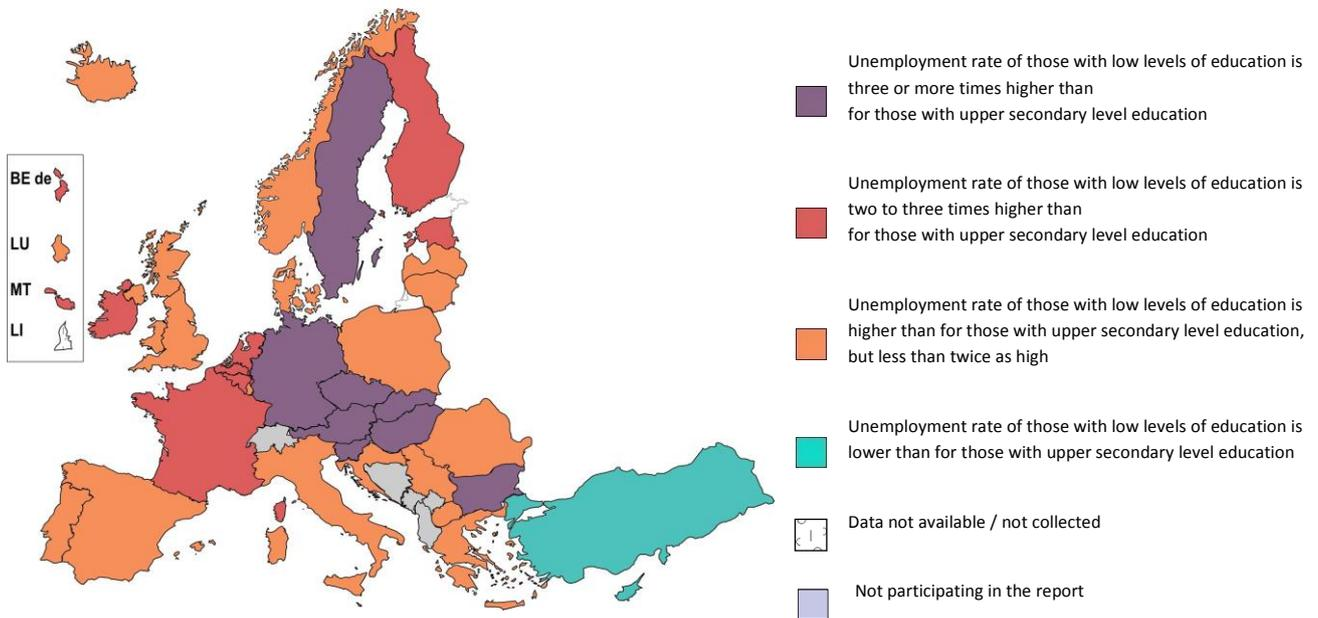 BE de
LU
MT
LI
Unemployment rate of those with low levels of education is
three or more times higher than
for those with upper secondary level education
Unemployment rate of those with low levels of education is
two to three times higher than
for those with upper secondary level education
Unemployment rate of those with low levels of education is
higher than for those with upper secondary level education,
but less than twice as high
Unemployment rate of those with low levels of education is
lower than for those with upper secondary level education
Data not available / not collected
Not participating in the report